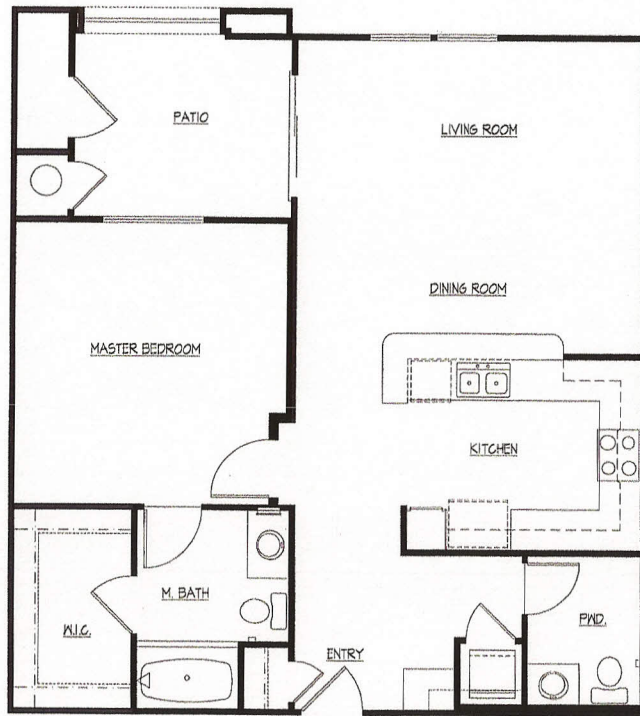 PATIO
LIVING ROOM
DINING ROOM
MASTER BEDROOM
KITCHEN
M. BATH
W.I.C.
PWD.
ENTRY